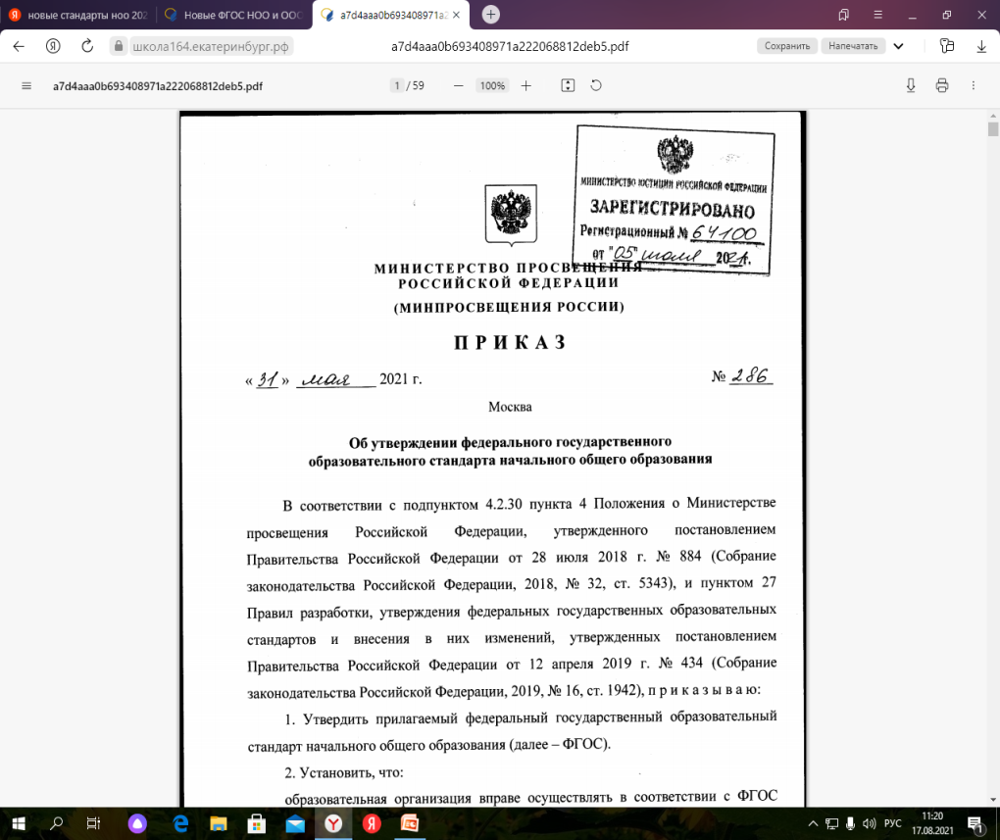 новые стандарты ноо 202
Новые ФГОС НОО и ООО
a7d4aaa0b693408971a22
школа164.екатеринбург.рф
a7d4aaa0b693408971a222068812deb5.pdf
Сохранить
Напечатать
a7d4aaa0b693408971a222068812deb5.pdf
1 / 59
100%
МИНИСТЕРСТВО ЮСТИЦИИ РОССИЙСКОЙ ФЕДЕРАЦИИ
ЗАРЕГИСТРИРОВАНО
Регистрационный № 64100
от "05" июля 2021г.
МИНИСТЕРСТВО ПРОСВЕЩЕНИЯ
РОССИЙСКОЙ ФЕДЕРАЦИИ
(МИНПРОСВЕЩЕНИЯ РОССИИ)
ПРИКАЗ
« 31 » мая 2021 г.
№ 286
Москва
Об утверждении федерального государственного
образовательного стандарта начального общего образования
В соответствии с подпунктом 4.2.30 пункта 4 Положения о Министерстве
просвещения Российской Федерации, утвержденного постановлением
Правительства Российской Федерации от 28 июля 2018 г. № 884 (Собрание
законодательства Российской Федерации, 2018, № 32, ст. 5343), и пунктом 27
Правил разработки, утверждения федеральных государственных образовательных
стандартов и внесения в них изменений, утвержденных постановлением
Правительства Российской Федерации от 12 апреля 2019 г. № 434 (Собрание
законодательства Российской Федерации, 2019, № 16, ст. 1942), п р и к а з ы в а ю:
1. Утвердить прилагаемый федеральный государственный образовательный
стандарт начального общего образования (далее – ФГОС).
2. Установить, что:
образовательная организация вправе осуществлять в соответствии с ФГОС
РУС
11:20
17.08.2021
1